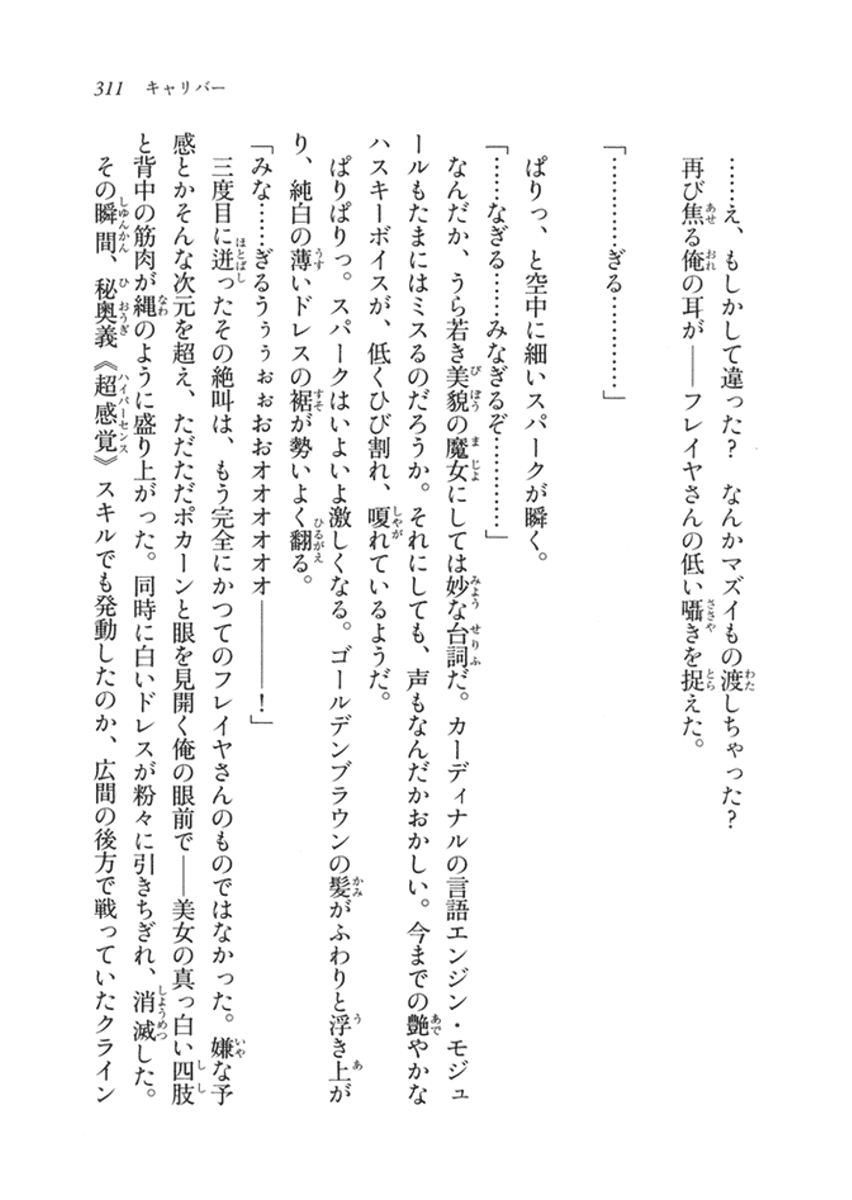 311 キャリバー
……え、もしかして違った？　なんかマズイもの渡しちゃった？
再び焦る俺の耳が――フレイヤさんの低い囁きを捉えた。
「…………ぎる…………」
ぱりっ、と空中に細いスパークが瞬く。
「……なぎる……みなぎるぞ…………」
なんだか、うら若き美貌の魔女にしては妙な台詞だ。カーディナルの言語エンジン・モジュ
ールもたまにはミスるのだろうか。それにしても、声もなんだかおかしい。今までの艶やかな
ハスキーボイスが、低くひび割れ、嗄れているようだ。
ぱりぱりっ。スパークはいよいよ激しくなる。ゴールデンブラウンの髪がふわりと浮き上が
り、純白の薄いドレスの裾が勢いよく翻る。
「みな……ぎるうぅぅぉぉおおオオオオオオ――――！」
三度目に迸ったその絶叫は、もう完全にかつてのフレイヤさんのものではなかった。嫌な予
感とかそんな次元を超え、ただただポカーンと眼を見開く俺の眼前で――美女の真っ白い四肢
と背中の筋肉が縄のように盛り上がった。同時に白いドレスが粉々に引きちぎれ、消滅した。
その瞬間、秘奥義《超感覚》スキルでも発動したのか、広間の後方で戦っていたクライン